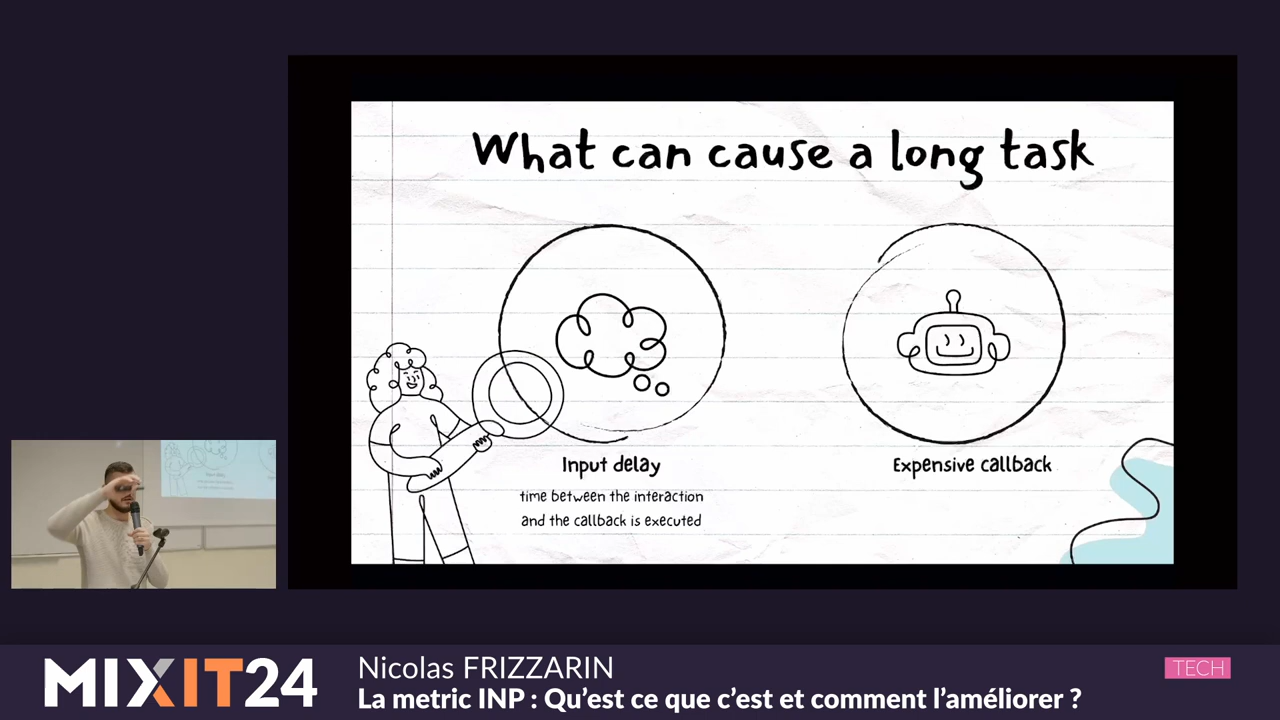 What can cause a long task
Input delay
time between the interaction
and the callback is executed
Expensive callback
MIXIT24
Nicolas FRIZZARIN
La metric INP : Qu’est ce que c’est et comment l’améliorer ?
TECH